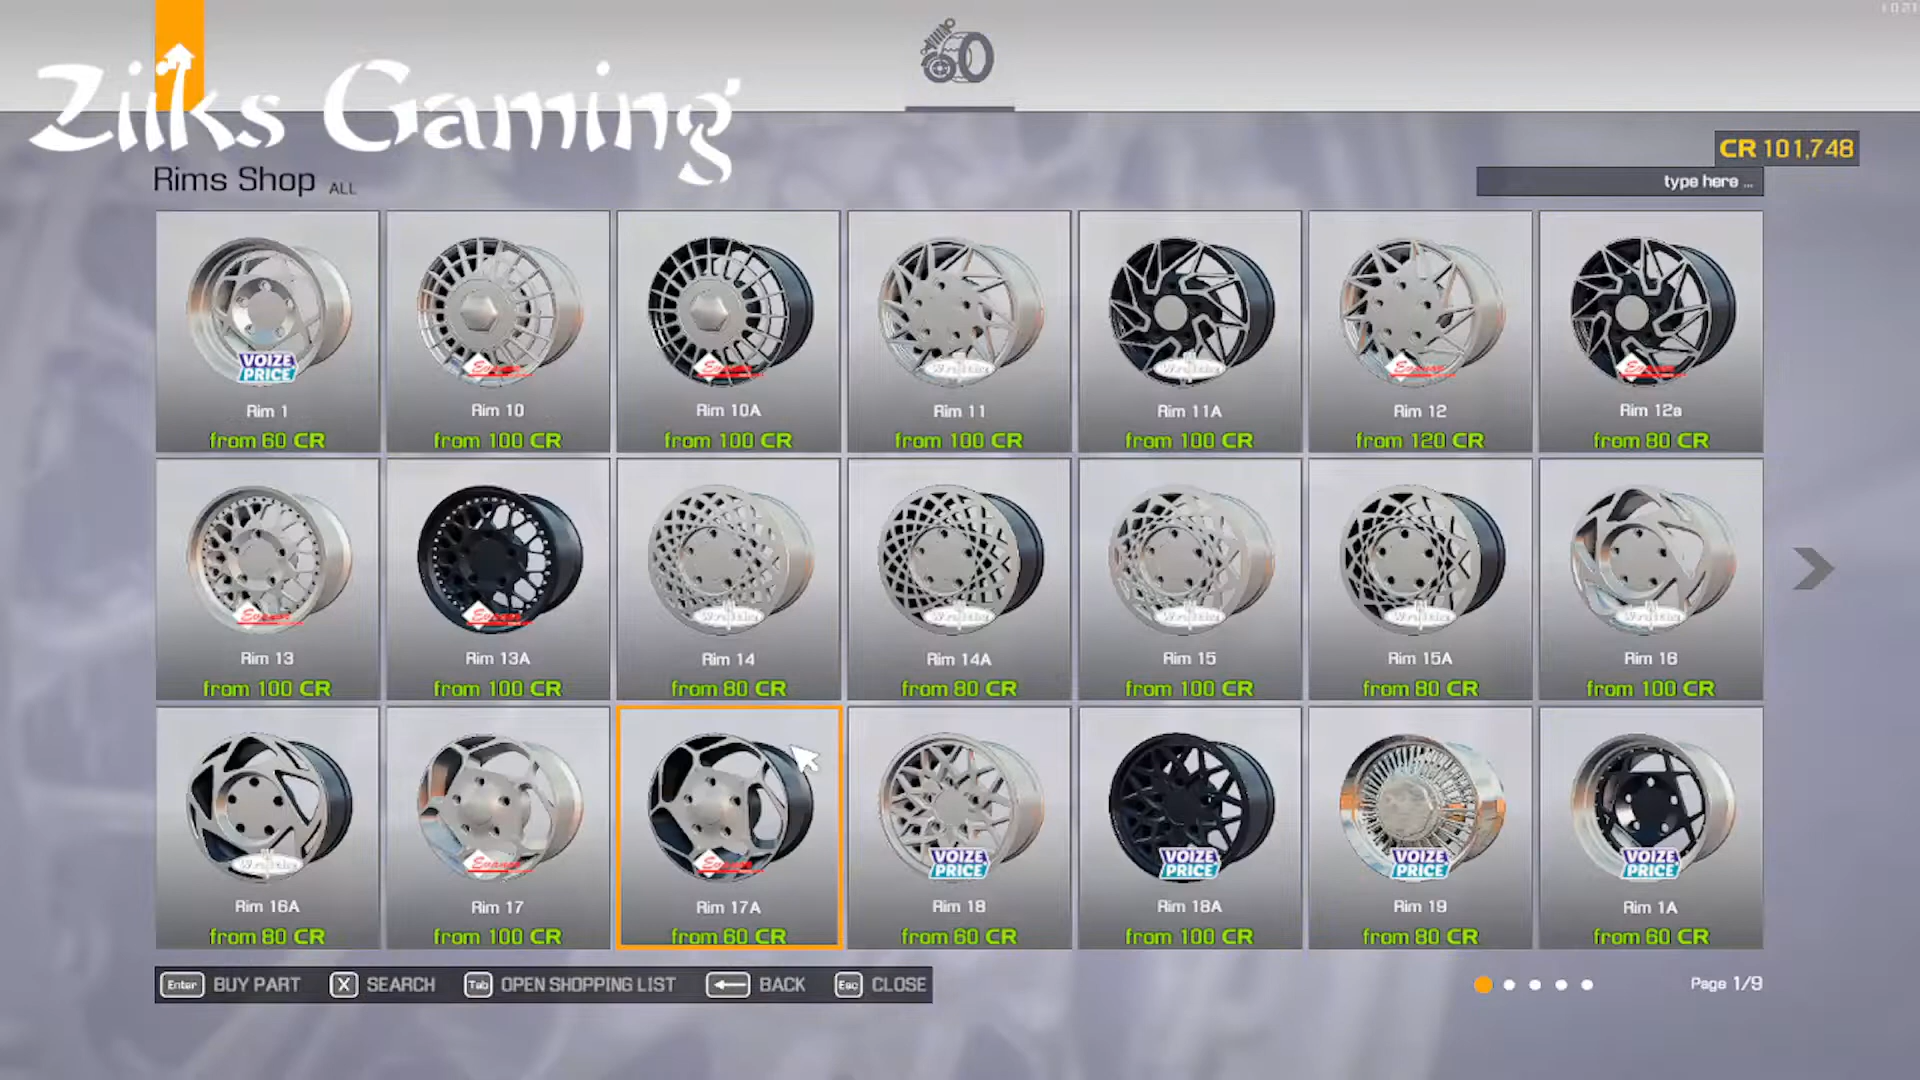 Zilks Gaming
CR 101,748
Rims Shop ALL
type here ...
VOIZE
PRICE
Rim 1
from 60 CR
Rim 10
from 100 CR
Rim 10A
from 100 CR
Rim 11
from 100 CR
Rim 11A
from 100 CR
Rim 12
from 120 CR
Rim 12a
from 80 CR
Rim 13
from 100 CR
Rim 13A
from 100 CR
Rim 14
from 80 CR
Rim 14A
from 80 CR
Rim 15
from 100 CR
Rim 15A
from 80 CR
Rim 16
from 100 CR
Rim 16A
from 80 CR
Rim 17
from 100 CR
Rim 17A
from 60 CR
VOIZE
PRICE
Rim 18
from 60 CR
VOIZE
PRICE
Rim 18A
from 100 CR
VOIZE
PRICE
Rim 19
from 80 CR
VOIZE
PRICE
Rim 1A
from 60 CR
Enter BUY PART X SEARCH Tab OPEN SHOPPING LIST BACK Esc CLOSE
Page 1/9